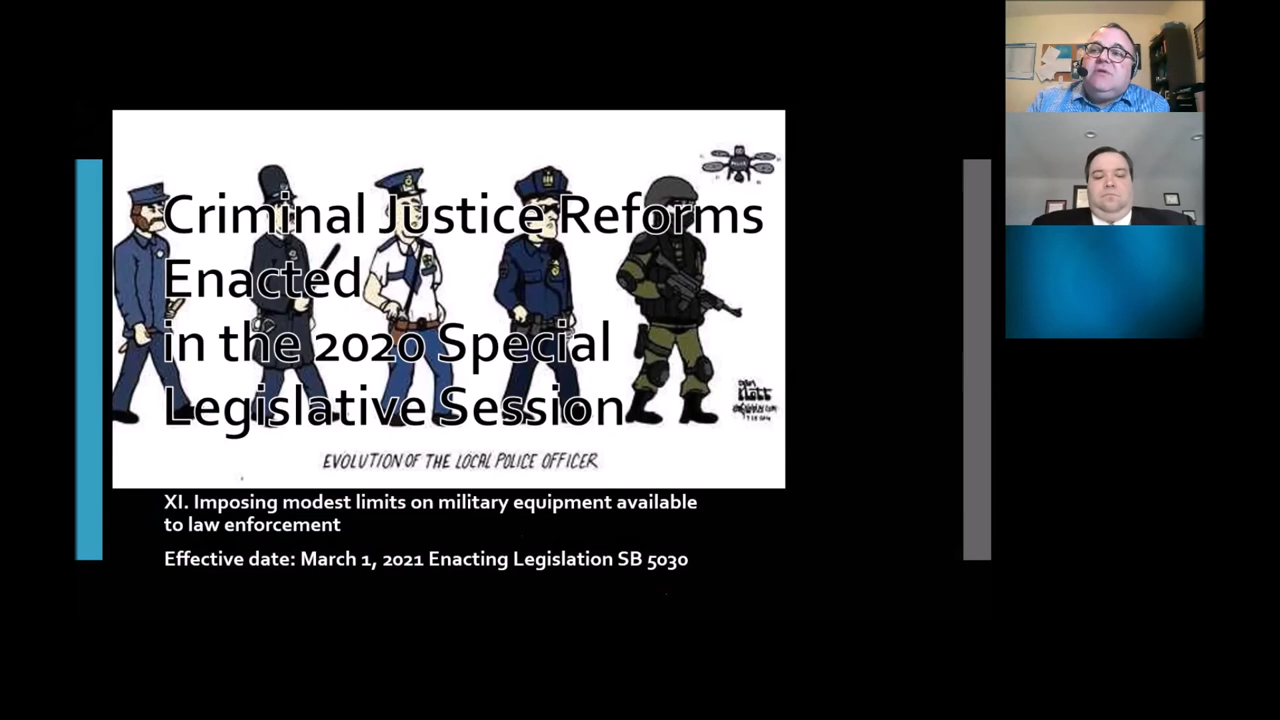 Criminal Justice Reforms
Enacted
in the 2020 Special
Legislative Session
EVOLUTION OF THE LOCAL POLICE OFFICER
XI. Imposing modest limits on military equipment available
to law enforcement
Effective date: March 1, 2021 Enacting Legislation SB 5030